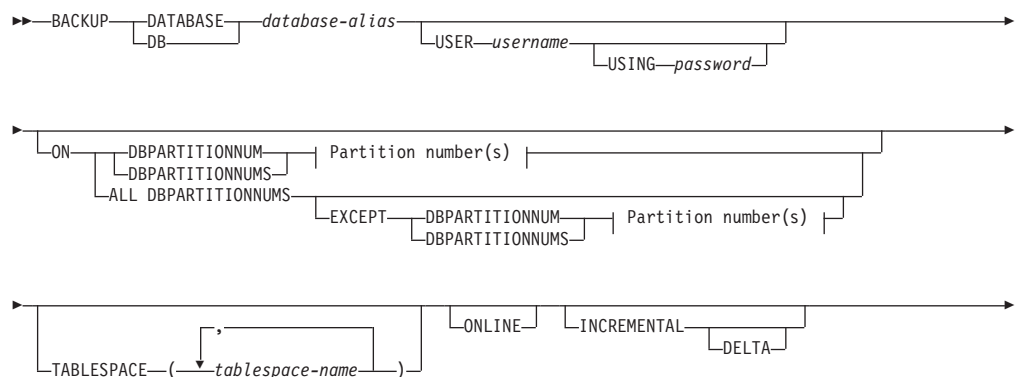 BACKUP DATABASE database-alias
DB USER username
USING password
ON DBPARTITIONNUM Partition number(s)
DBPARTITIONNUMS
ALL DBPARTITIONNUMS
EXCEPT DBPARTITIONNUM Partition number(s)
DBPARTITIONNUMS
ONLINE INCREMENTAL
, DELTA
TABLESPACE ( tablespace-name )